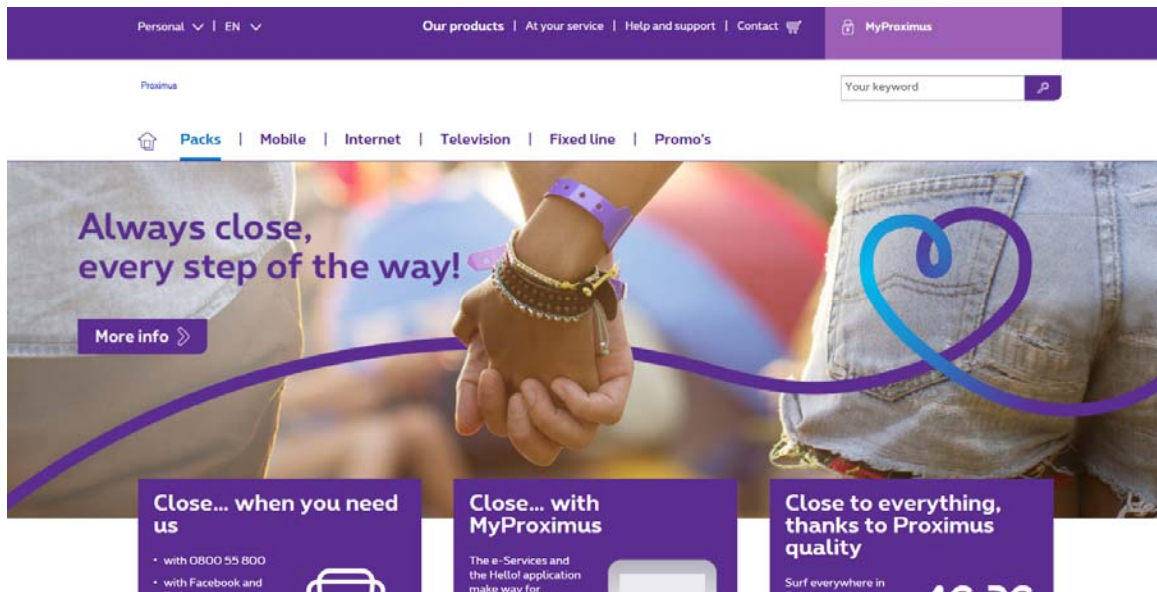 Personal | EN
Our products | At your service | Help and support | Contact
MyProximus
Proximus
Your keyword
Packs | Mobile | Internet | Television | Fixed line | Promo's
Always close,
every step of the way!
More info
Close... when you need
us
• with 0800 55 800
• with Facebook and
Close... with
MyProximus
The e-Services and
the Hello! application
make way for
Close to everything,
thanks to Proximus
quality
Surf everywhere in